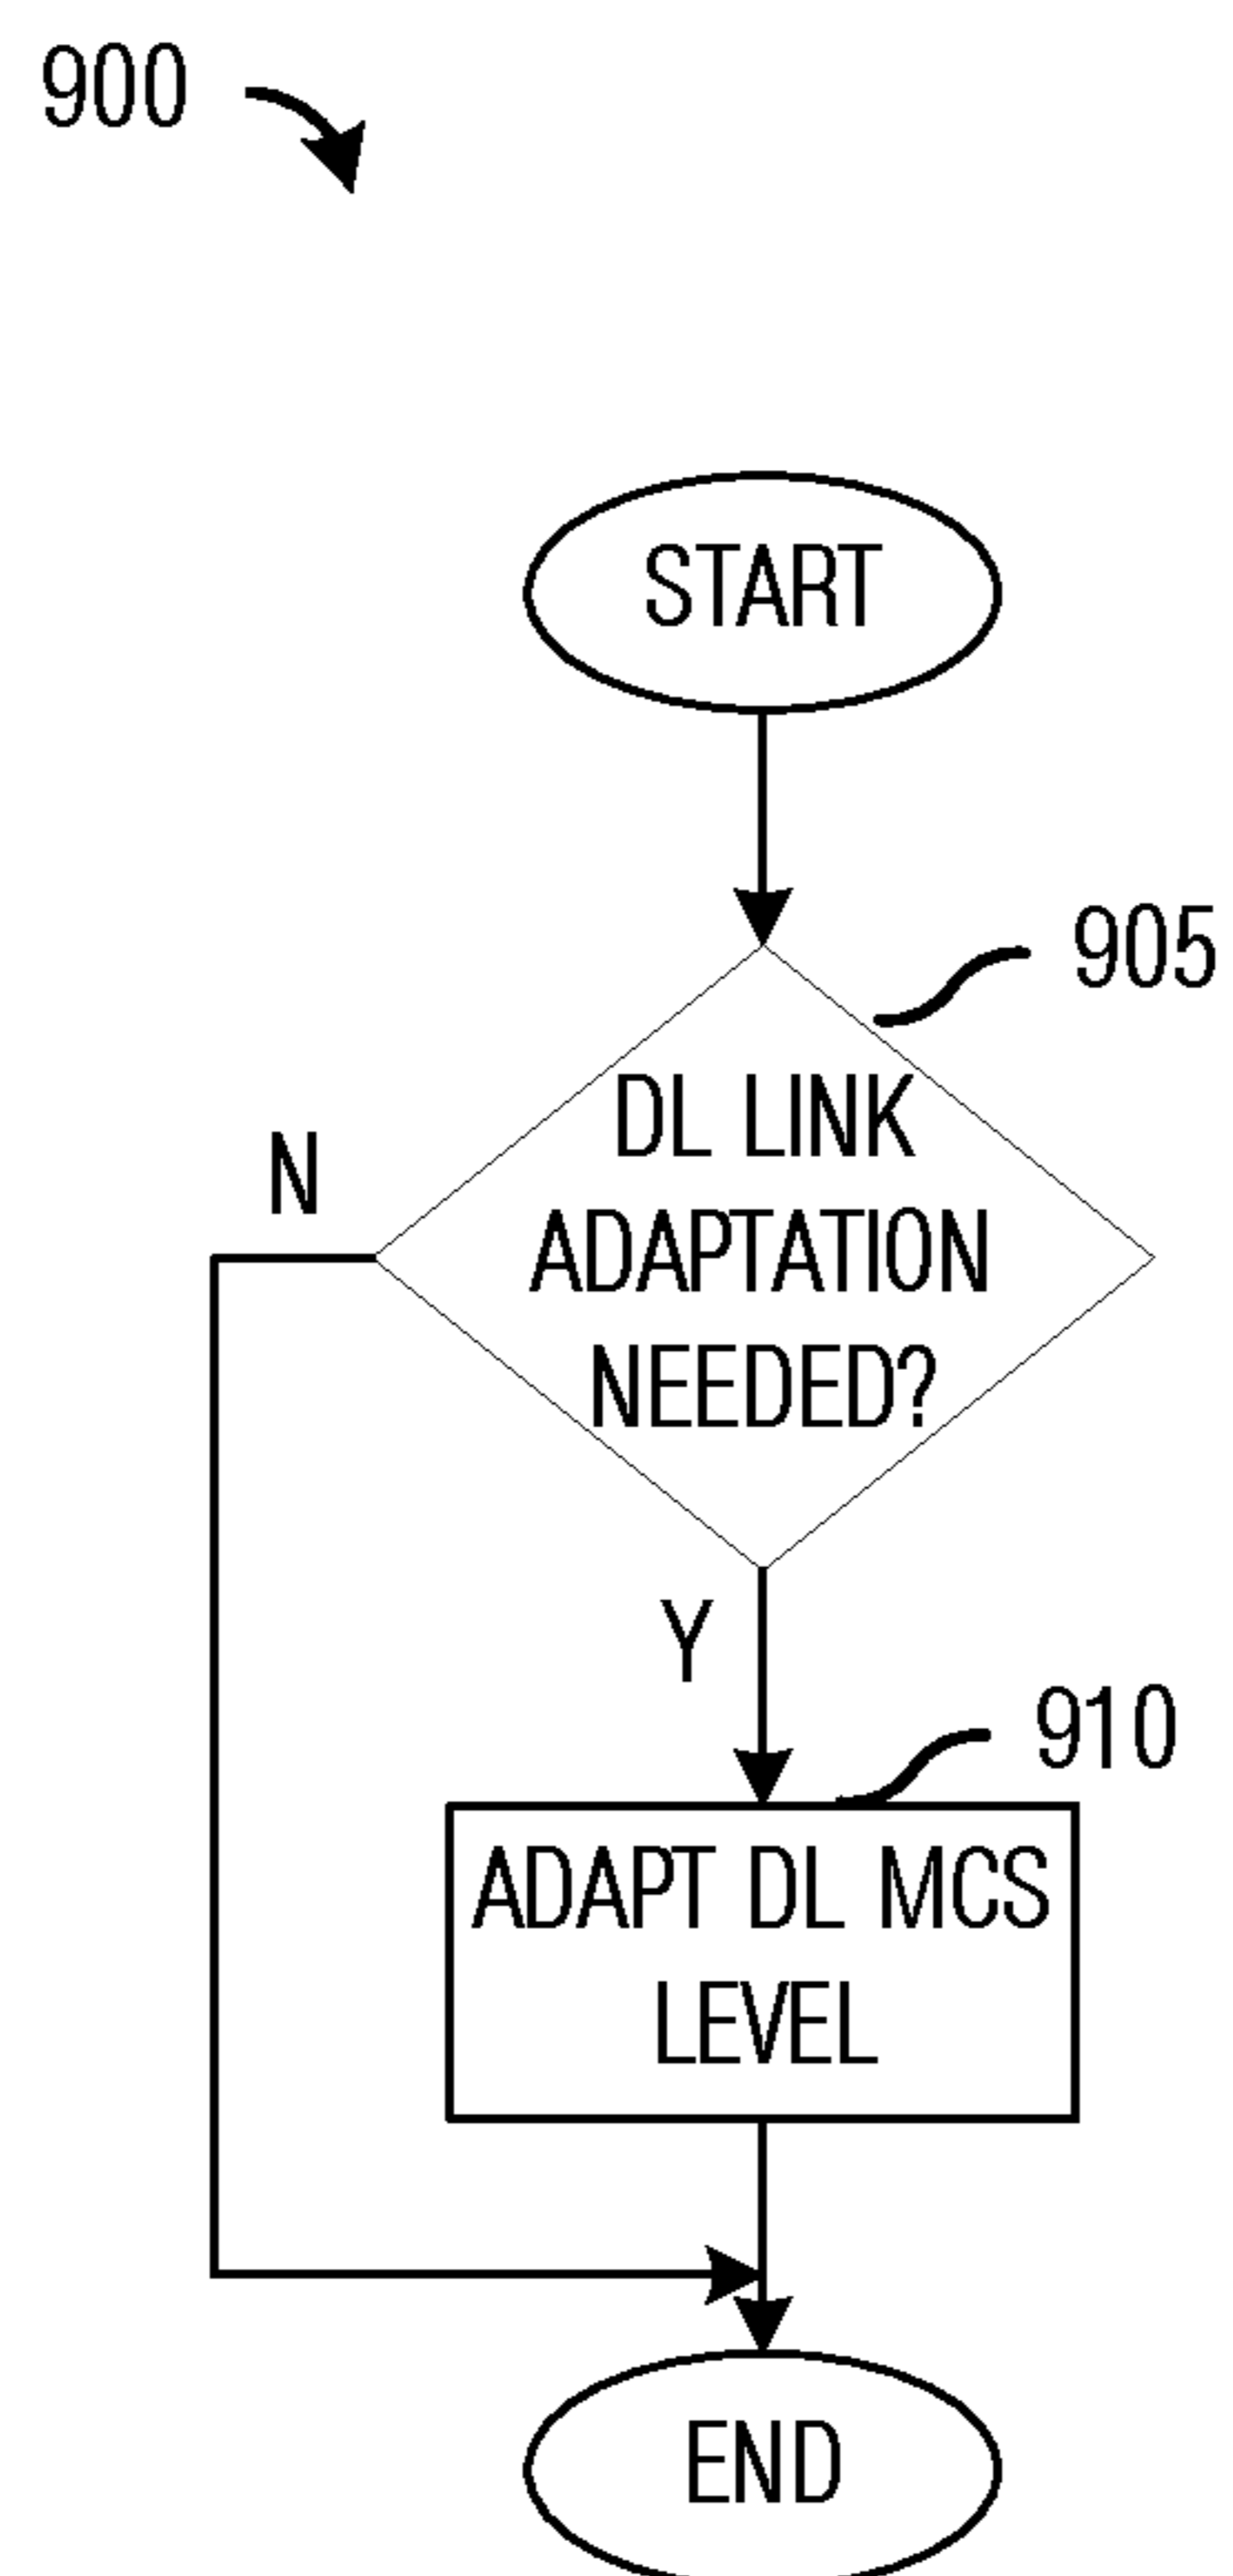 900
START
905
DL LINK
ADAPTATION
NEEDED?
N
Y
910
ADAPT DL MCS
LEVEL
END